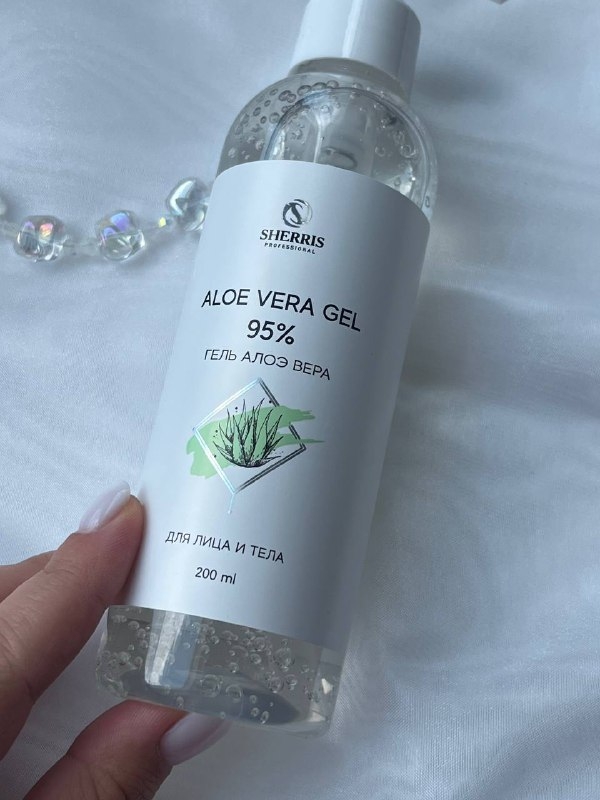 SHERRIS
PROFESSIONAL
ALOE VERA GEL
95%
ГЕЛЬ АЛОЭ ВЕРА
ДЛЯ ЛИЦА И ТЕЛА
200 ml